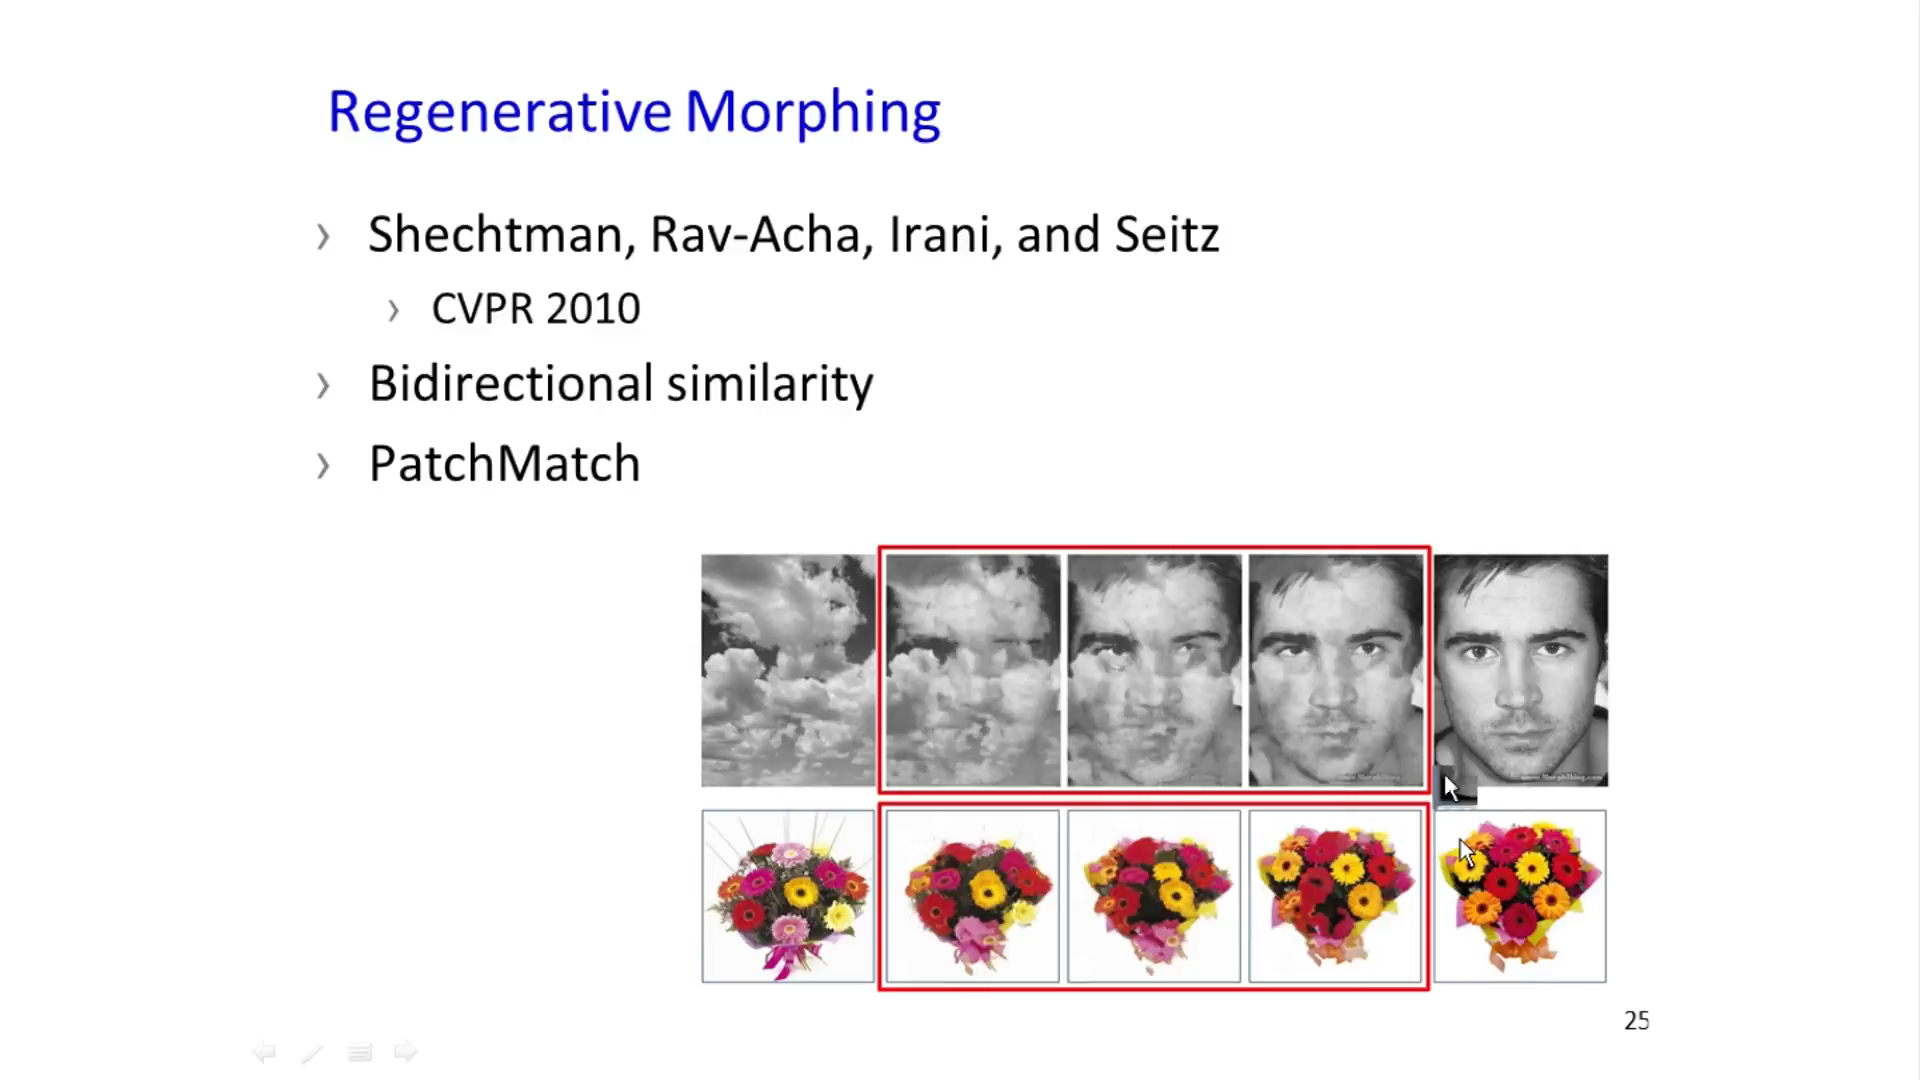 Regenerative Morphing
› Shechtman, Rav-Acha, Irani, and Seitz
› CVPR 2010
› Bidirectional similarity
› PatchMatch
25